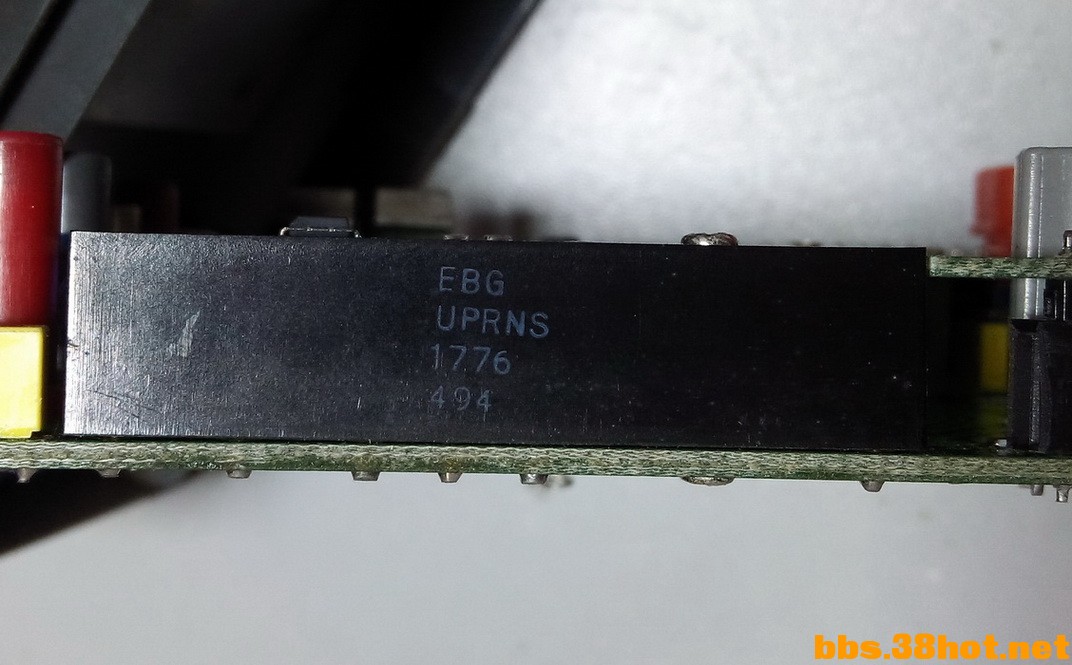 EBG
UPRNS
1776
494
bbs.38hot.net